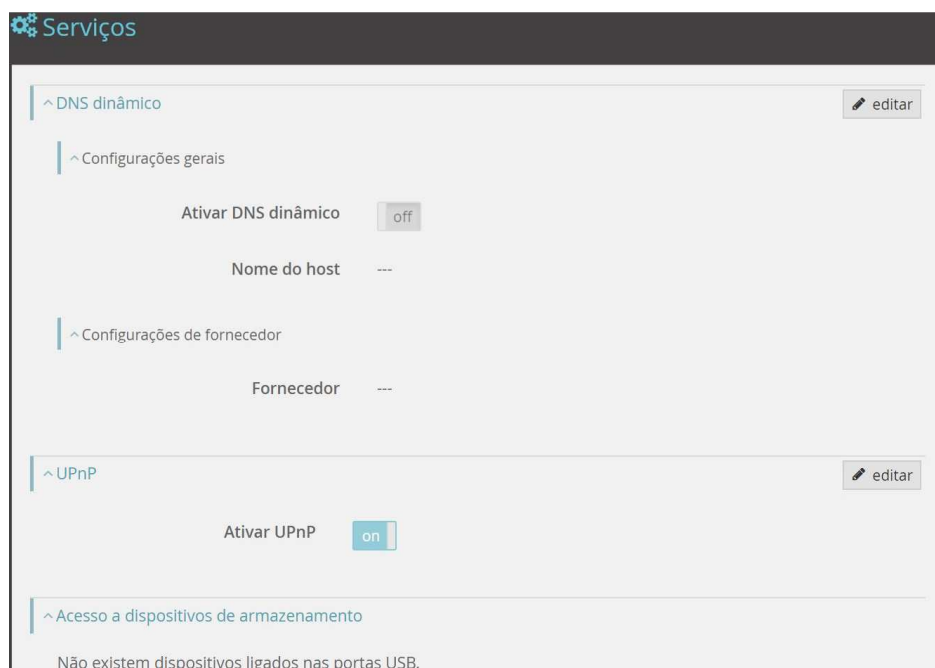 Serviços
DNS dinâmico
editar
Configurações gerais
Ativar DNS dinâmico off
Nome do host ---
Configurações de fornecedor
Fornecedor ---
UPnP
editar
Ativar UPnP on
Acesso a dispositivos de armazenamento
Não existem dispositivos ligados nas portas USB.